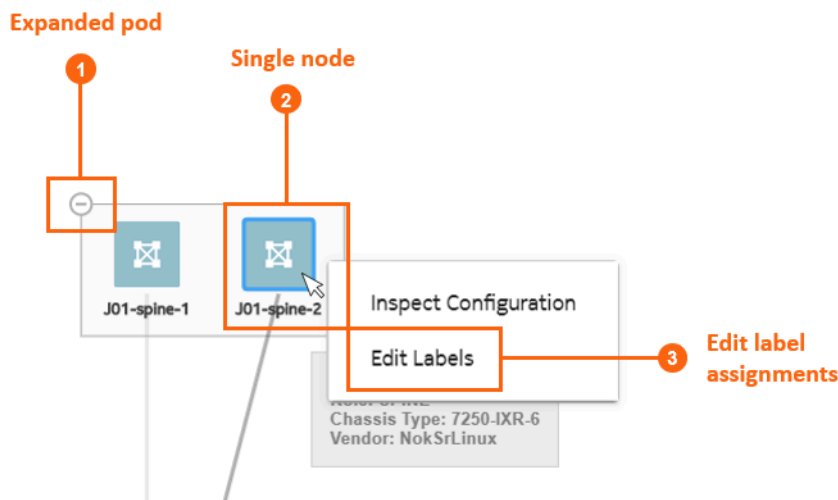 Expanded pod
1
Single node
2
J01-spine-1
J01-spine-2
Inspect Configuration
Edit Labels
3
Edit label
assignments
Chassis Type: 7250-IXR-6
Vendor: NokSrLinux